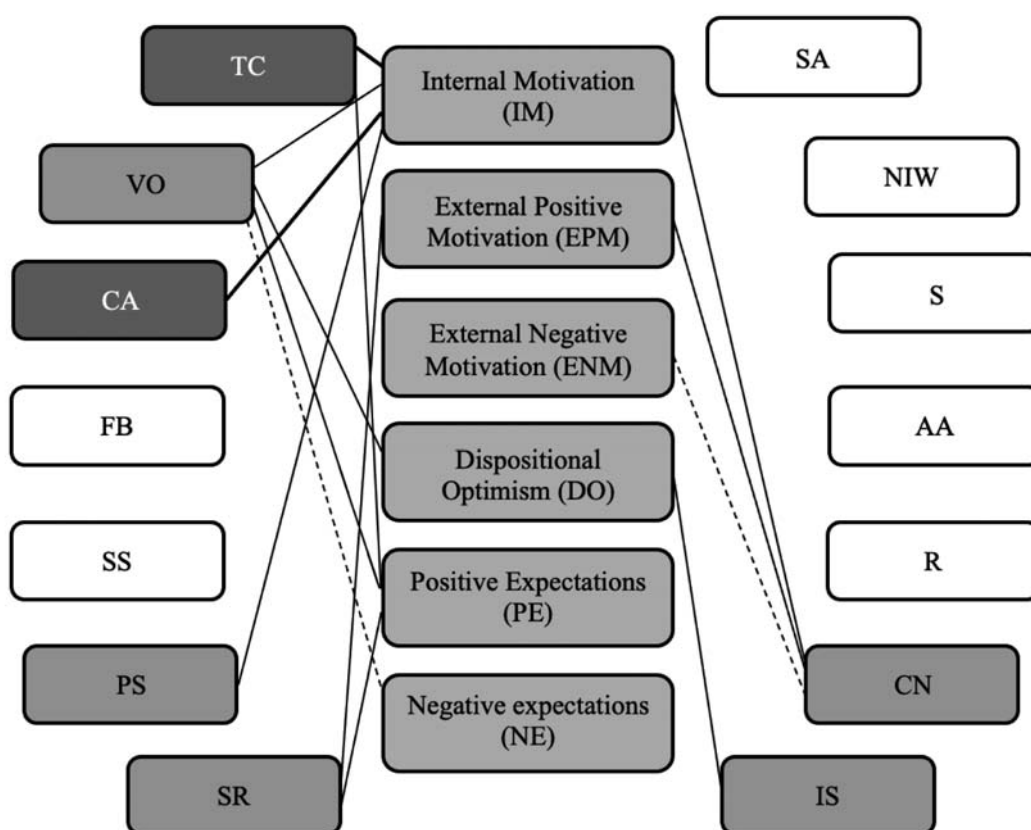 TC
VO
CA
FB
SS
PS
SR
Internal Motivation
(IM)
External Positive
Motivation (EPM)
External Negative
Motivation (ENM)
Dispositional
Optimism (DO)
Positive Expectations
(PE)
Negative expectations
(NE)
SA
NIW
S
AA
R
CN
IS